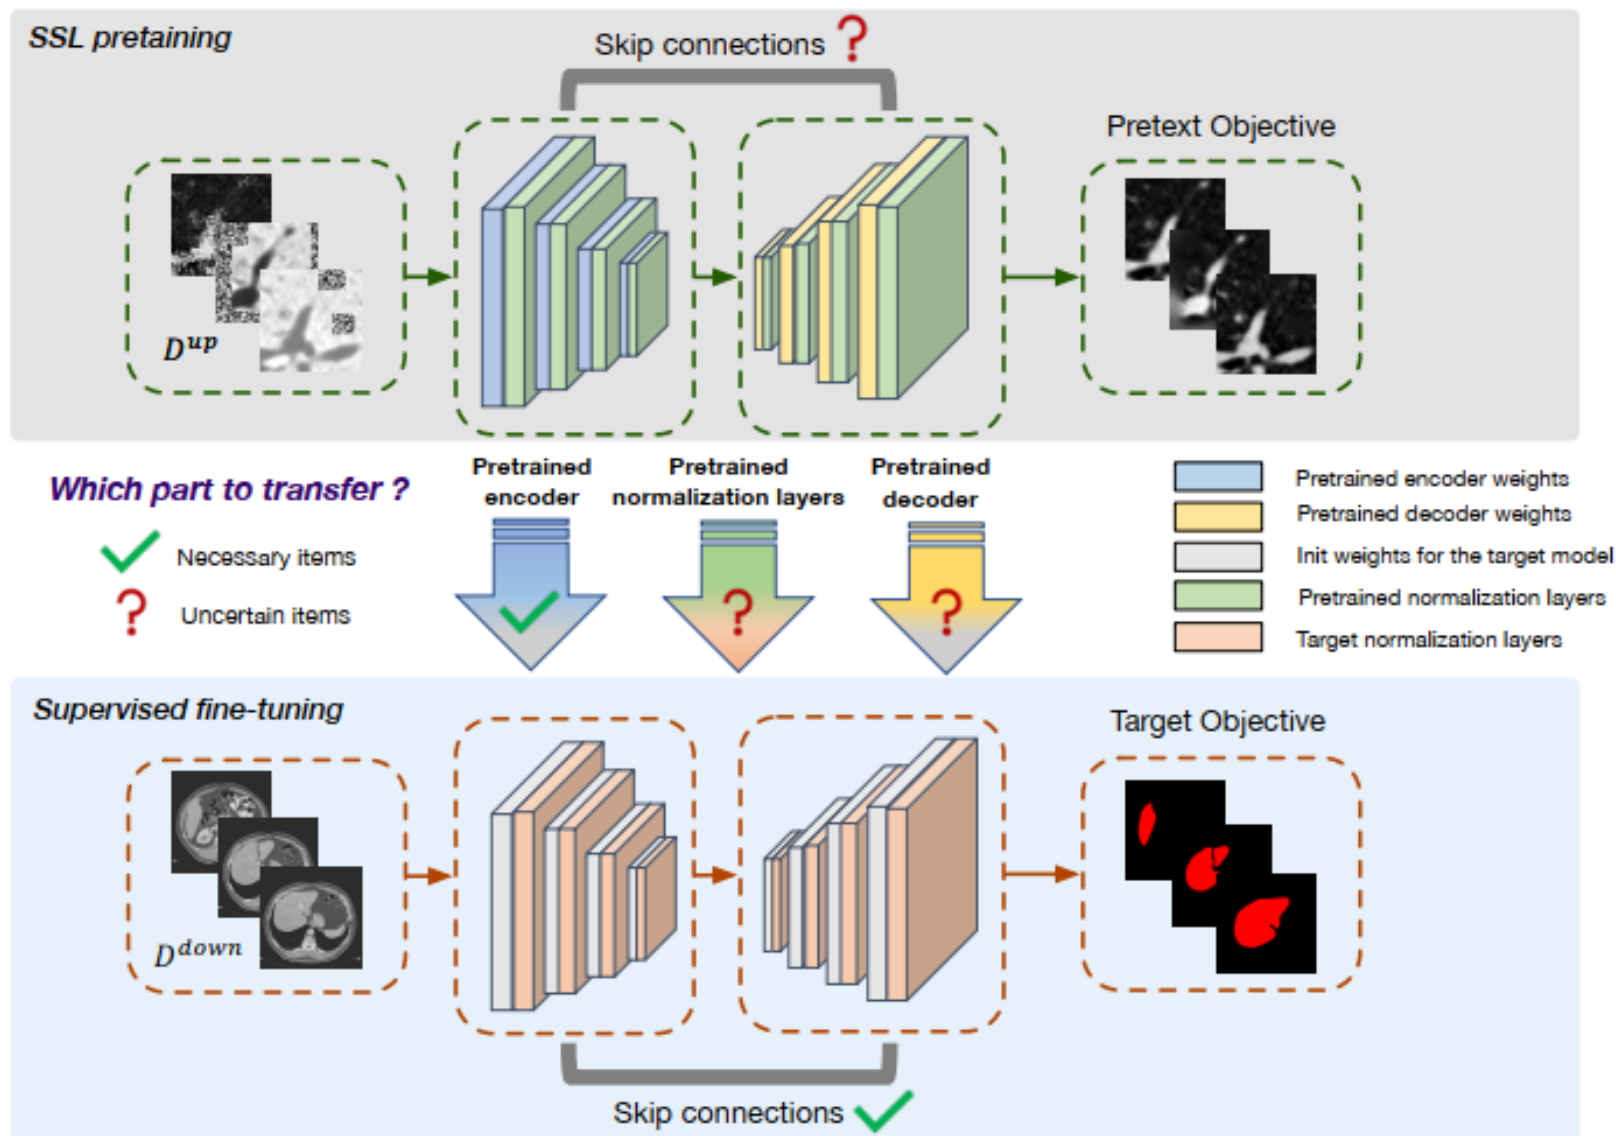 SSL pretaining
Skip connections ?
Pretext Objective
D^up
Which part to transfer ?
Necessary items
? Uncertain items
Pretrained
encoder
Pretrained
normalization layers
Pretrained
decoder
?
?
Pretrained encoder weights
Pretrained decoder weights
Init weights for the target model
Pretrained normalization layers
Target normalization layers
Supervised fine-tuning
Target Objective
D^down
Skip connections